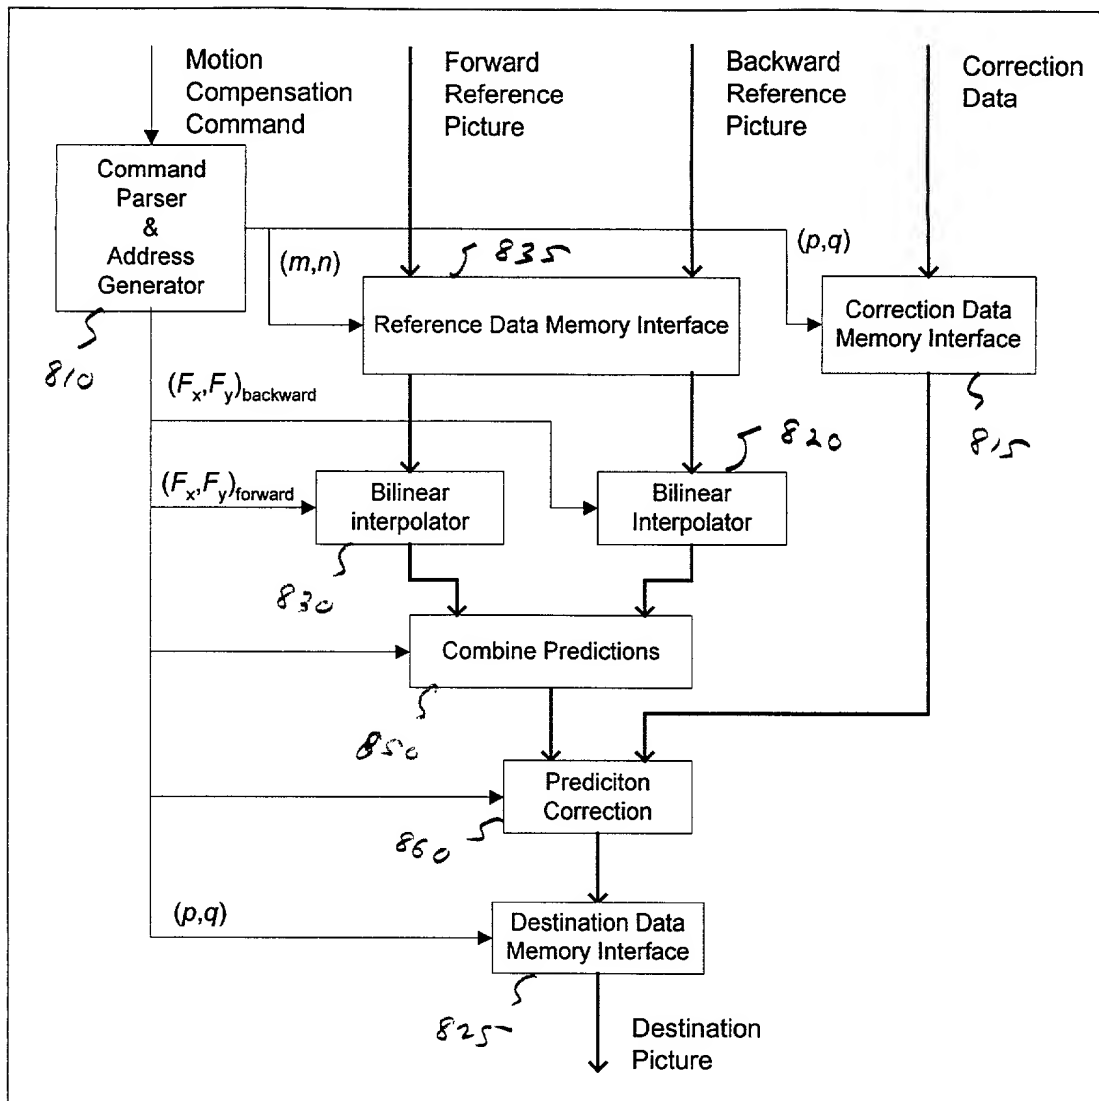 Motion
Compensation
Command
Forward
Reference
Picture
Backward
Reference
Picture
Correction
Data
Command
Parser
&
Address
Generator
(m,n)
835
(p,q)
Reference Data Memory Interface
Correction Data
Memory Interface
810
(Fx,Fy)backward
820
815
(Fx,Fy)forward
Bilinear
interpolator
Bilinear
Interpolator
830
Combine Predictions
850
Prediciton
Correction
860
(p,q)
Destination Data
Memory Interface
825
Destination
Picture